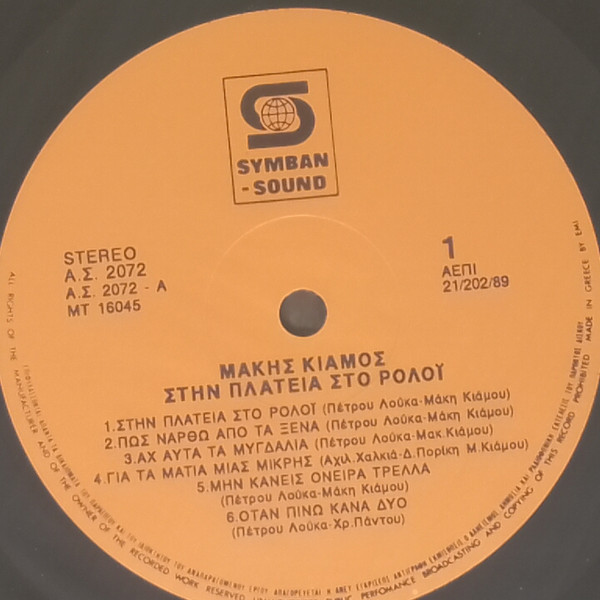 SYMBAN
-SOUND
STEREO
Α.Σ. 2072
Α.Σ. 2072 - Α
ΜΤ 16045
1
ΑΕΠΙ
21/202/89
ΜΑΚΗΣ ΚΙΑΜΟΣ
ΣΤΗΝ ΠΛΑΤΕΙΑ ΣΤΟ ΡΟΛΟΪ
1.ΣΤΗΝ ΠΛΑΤΕΙΑ ΣΤΟ ΡΟΛΟΪ (Πέτρου Λούκα-Μάκη Κιάμου)
2.ΠΩΣ ΝΑΡΘΩ ΑΠΟ ΤΑ ΞΕΝΑ (Πέτρου Λούκα-Μάκη Κιάμου)
3.ΑΧ ΑΥΤΑ ΤΑ ΜΥΓΔΑΛΙΑ (Πέτρου Λούκα-Μακ.Κιάμου)
4.ΓΙΑ ΤΑ ΜΑΤΙΑ ΜΙΑΣ ΜΙΚΡΗΣ (Αχιλ.Χαλκιά-Δ.Πορίκη Μ.Κιάμου)
5.ΜΗΝ ΚΑΝΕΙΣ ΟΝΕΙΡΑ ΤΡΕΛΛΑ
(Πέτρου Λούκα-Μάκη Κιάμου)
6.ΟΤΑΝ ΠΙΝΩ ΚΑΝΑ ΔΥΟ
(Πέτρου Λούκα-Χρ.Πάντου)
ALL RIGHTS OF THE MANUFACTURER AND OF THE OWNER OF THE RECORDED WORK RESERVED PUBLIC PERFOMANCE BROADCASTING AND COPYING OF THIS RECORD PROHIBITED MADE IN GREECE BY EMI